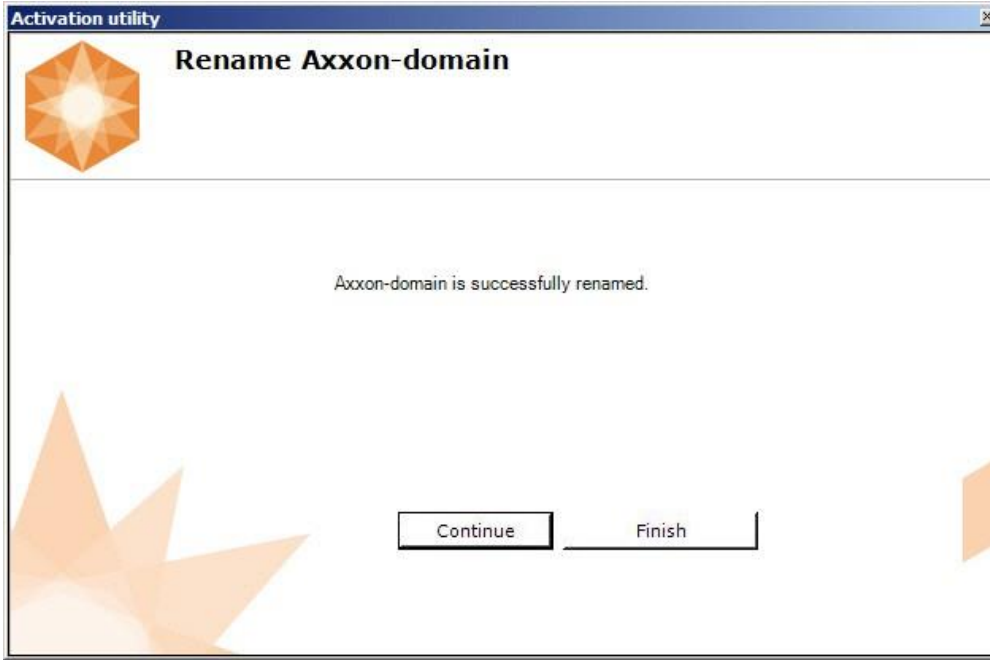 Activation utility
Rename Axxon-domain
Axxon-domain is successfully renamed.
Continue
Finish